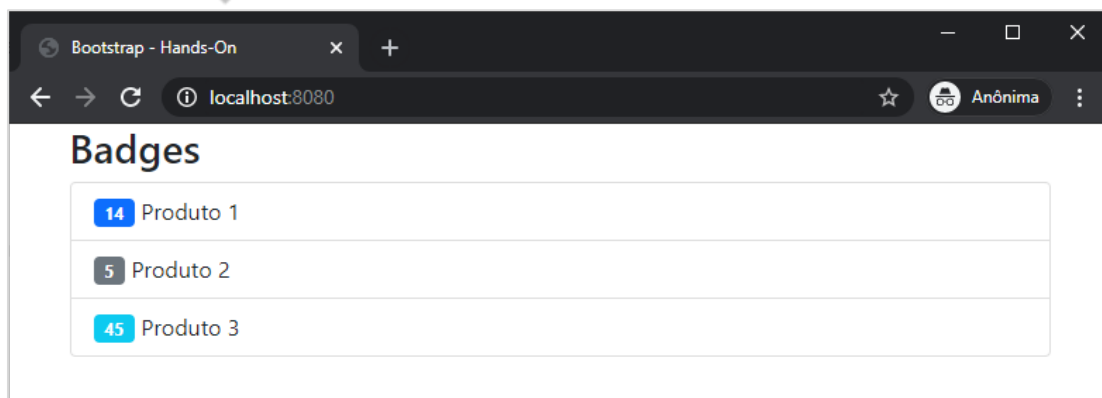 Bootstrap - Hands-On
localhost:8080
Anônima
Badges
14 Produto 1
5 Produto 2
45 Produto 3